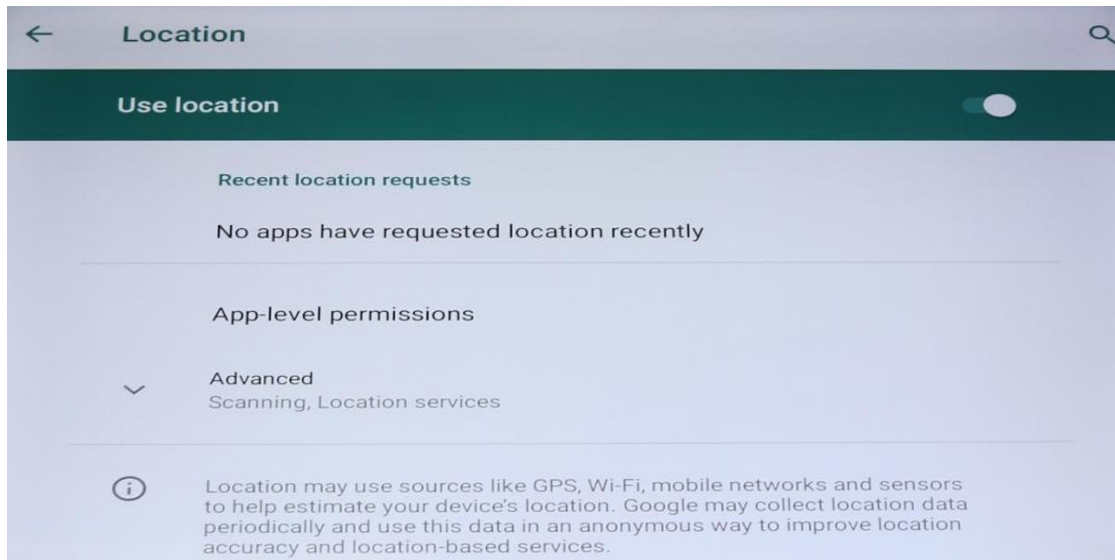 Location
Use location
Recent location requests
No apps have requested location recently
App-level permissions
Advanced
Scanning, Location services
Location may use sources like GPS, Wi-Fi, mobile networks and sensors
to help estimate your device's location. Google may collect location data
periodically and use this data in an anonymous way to improve location
accuracy and location-based services.